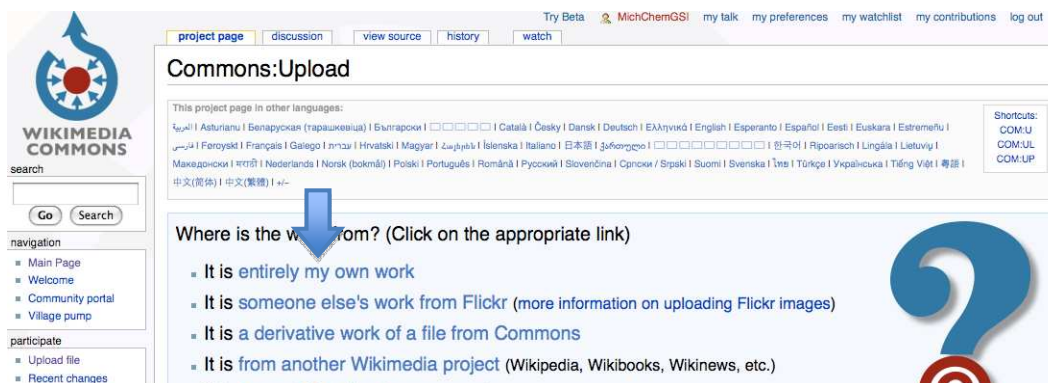 Try Beta MichChemGSI my talk my preferences my watchlist my contributions log out
project page discussion view source history watch
WIKIMEDIA
COMMONS
search
Go Search
navigation
Main Page
Welcome
Community portal
Village pump
participate
Upload file
Recent changes
Commons:Upload
This project page in other languages:
العربية | Asturianu | Беларуская (тарашкевіца) | Български | Català | Česky | Dansk | Deutsch | Ελληνικά | English | Esperanto | Español | Eesti | Euskara | Estremeñu |
فارسی | Føroyskt | Français | Galego | עברית | Hrvatski | Magyar | Հայերեն | Íslenska | Italiano | 日本語 | ქართული | 한국어 | Ripoarisch | Lingála | Lietuvių |
Македонски | मराठी | Nederlands | Norsk (bokmål) | Polski | Português | Română | Русский | Slovenčina | Српски / Srpski | Suomi | Svenska | ไทย | Türkçe | Українська | Tiếng Việt | 粵語 |
中文(简体) | 中文(繁體) | +/-
Shortcuts:
COM:U
COM:UL
COM:UP
Where is the from? (Click on the appropriate link)
It is entirely my own work
It is someone else's work from Flickr (more information on uploading Flickr images)
It is a derivative work of a file from Commons
It is from another Wikimedia project (Wikipedia, Wikibooks, Wikinews, etc.)